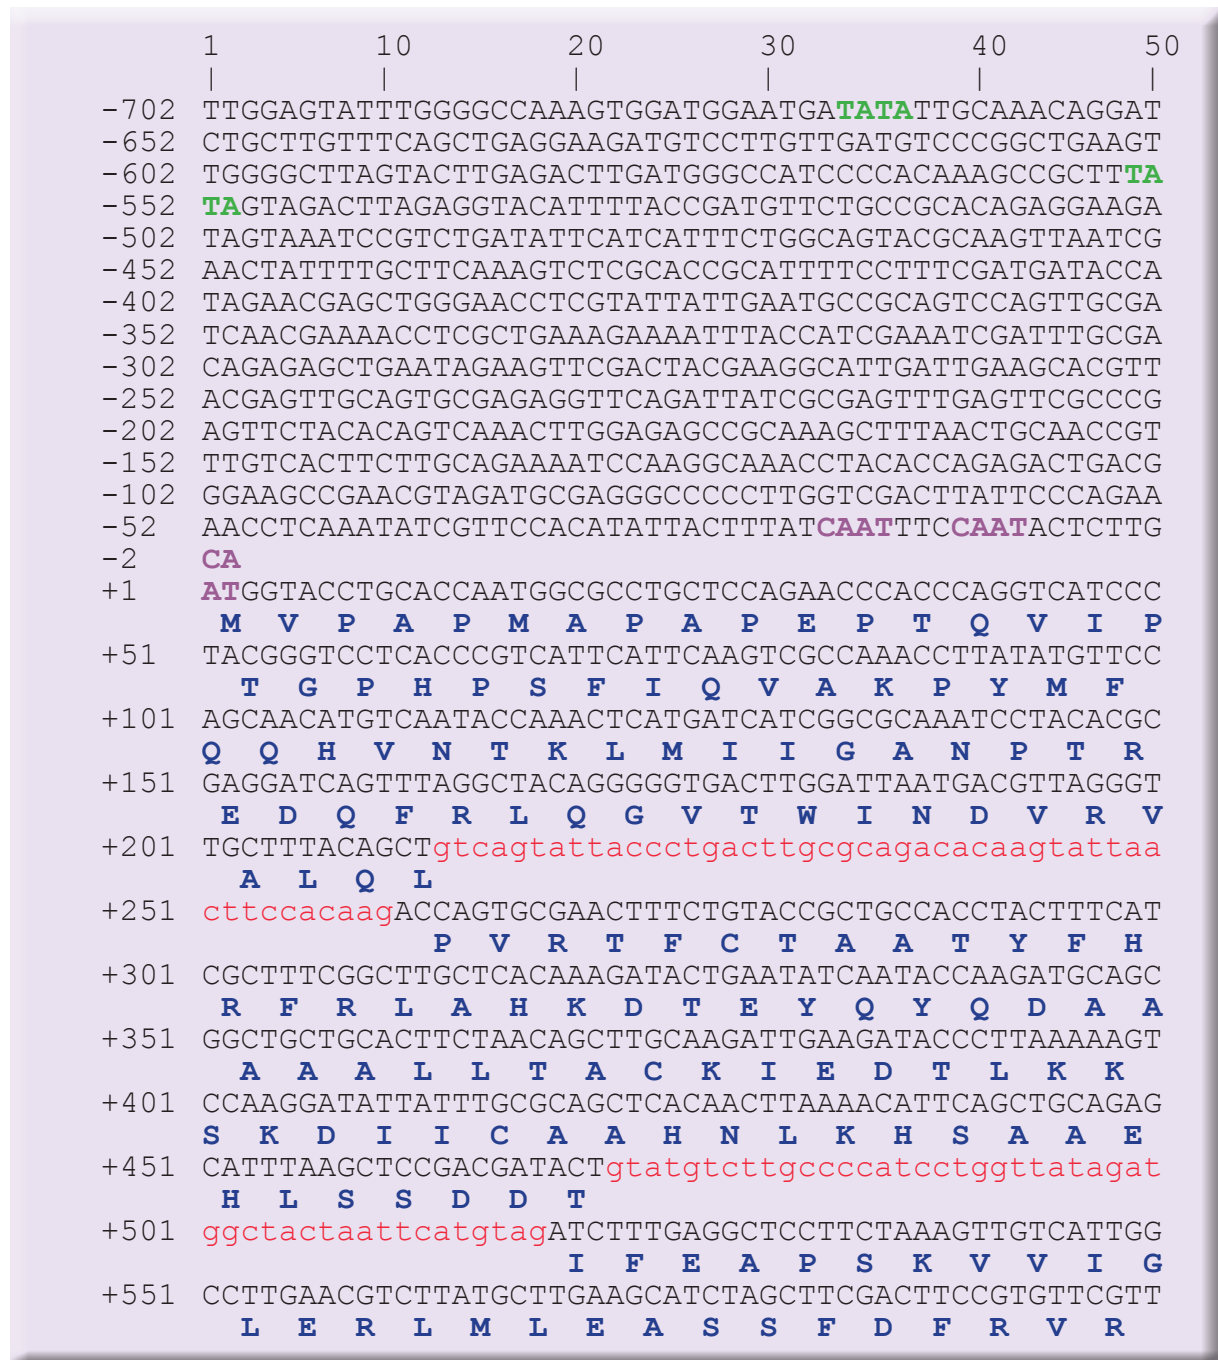 1 10 20 30 40 50
| | | | | |
-702 TTGGAGTATTTGGGGCCAAAGTGGATGGAATGATATATTGCAAACAGGAT
-652 CTGCTTGTTTCAGCTGAGGAAGATGTCCTTGTTGATGTCCCGGCTGAAGT
-602 TGGGGCTTAGTACTTGAGACTTGATGGGCCATCCCCACAAAGCCGCTTTA
-552 TAGTAGACTTAGAGGTACATTTTACCGATGTTCTGCCGCACAGAGGAAGA
-502 TAGTAAATCCGTCTGATATTCATCATTTCTGGCAGTACGCAAGTTAATCG
-452 AACTATTTTGCTTCAAAGTCTCGCACCGCATTTTCCTTTCGATGATACCA
-402 TAGAACGAGCTGGGAACCTCGTATTATTGAATGCCGCAGTCCAGTTGCGA
-352 TCAACGAAAACCTCGCTGAAAGAAAATTTACCATCGAAATCGATTTGCGA
-302 CAGAGAGCTGAATAGAAGTTCGACTACGAAGGCATTGATTGAAGCACGTT
-252 ACGAGTTGCAGTGCGAGAGGTTCAGATTATCGCGAGTTTGAGTTCGCCCG
-202 AGTTCTACACAGTCAAACTTGGAGAGCCGCAAAGCTTTAACTGCAACCGT
-152 TTGTCACTTCTTGCAGAAAATCCAAGGCAAACCTACACCAGAGACTGACG
-102 GGAAGCCGAACGTAGATGCGAGGGCCCCCTTGGTCGACTTATTCCCAGAA
-52 AACCTCAAATATCGTTCCACATATTACTTTATCAATTTCCAATACTCTTG
-2 CA
+1 ATGGTACCTGCACCAATGGCGCCTGCTCCAGAACCCACCCAGGTCATCCC
M V P A P M A P A P E P T Q V I P
+51 TACGGGTCCTCACCCGTCATTCATTCAAGTCGCCAAACCTTATATGTTCC
T G P H P S F I Q V A K P Y M F
+101 AGCAACATGTCAATACCAAACTCATGATCATCGGCGCAAATCCTACACGC
Q Q H V N T K L M I I G A N P T R
+151 GAGGATCAGTTTAGGCTACAGGGGGTGACTTGGATTAATGACGTTAGGGT
E D Q F R L Q G V T W I N D V R V
+201 TGCTTTACAGCTgtcagtattaccctgacttgcgcagacacaagtattaa
A L Q L
+251 cttccacaagACCAGTGCGAACTTTCTGTACCGCTGCCACCTACTTTCAT
P V R T F C T A A T Y F H
+301 CGCTTTCGGCTTGCTCACAAAGATACTGAATATCAATACCAAGATGCAGC
R F R L A H K D T E Y Q Y Q D A A
+351 GGCTGCTGCACTTCTAACAGCTTGCAAGATTGAAGATACCCTTAAAAAGT
A A A L L T A C K I E D T L K K
+401 CCAAGGATATTATTTGCGCAGCTCACAACTTAAAACATTCAGCTGCAGAG
S K D I I C A A H N L K H S A A E
+451 CATTTAAGCTCCGACGATACTgtatgtcttgccccatcctggttatagat
H L S S D D T
+501 ggctactaattcatgtagATCTTTGAGGCTCCTTCTAAAGTTGTCATTGG
I F E A P S K V V I G
+551 CCTTGAACGTCTTATGCTTGAAGCATCTAGCTTCGACTTCCGTGTTCGTT
L E R L M L E A S S F D F R V R